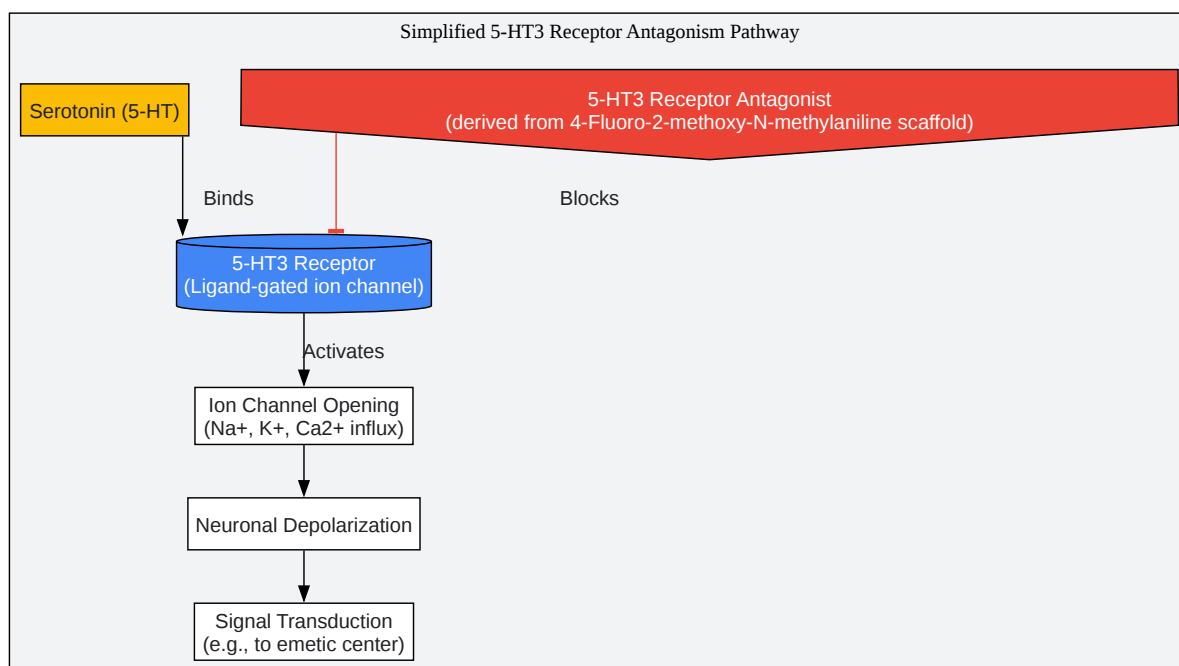 Simplified 5-HT3 Receptor Antagonism Pathway
Serotonin (5-HT)
5-HT3 Receptor Antagonist
(derived from 4-Fluoro-2-methoxy-N-methylaniline scaffold)
Binds
Blocks
5-HT3 Receptor
(Ligand-gated ion channel)
Activates
Ion Channel Opening
(Na+, K+, Ca2+ influx)
Neuronal Depolarization
Signal Transduction
(e.g., to emetic center)